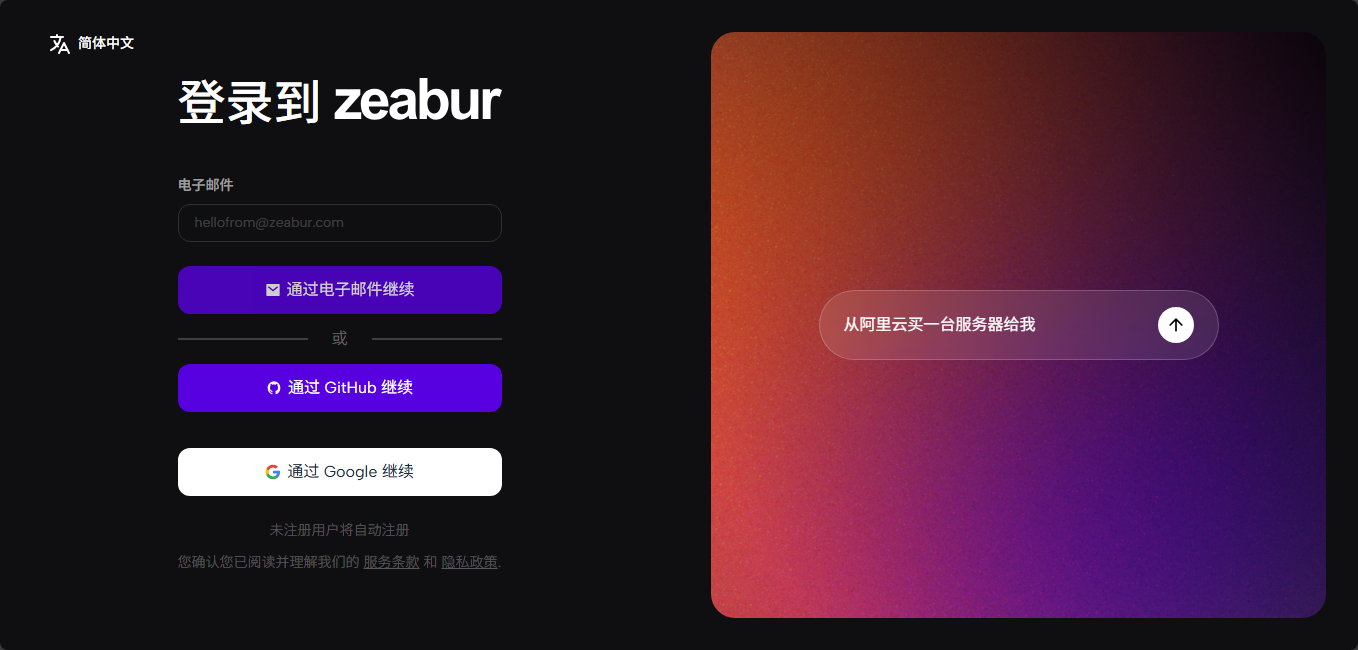 简体中文
登录到 zeabur
电子邮件
hellofrom@zeabur.com
通过电子邮件继续
或
通过 GitHub 继续
通过 Google 继续
未注册用户将自动注册
您确认您已阅读并理解我们的 服务条款 和 隐私政策.
从阿里云买一台服务器给我